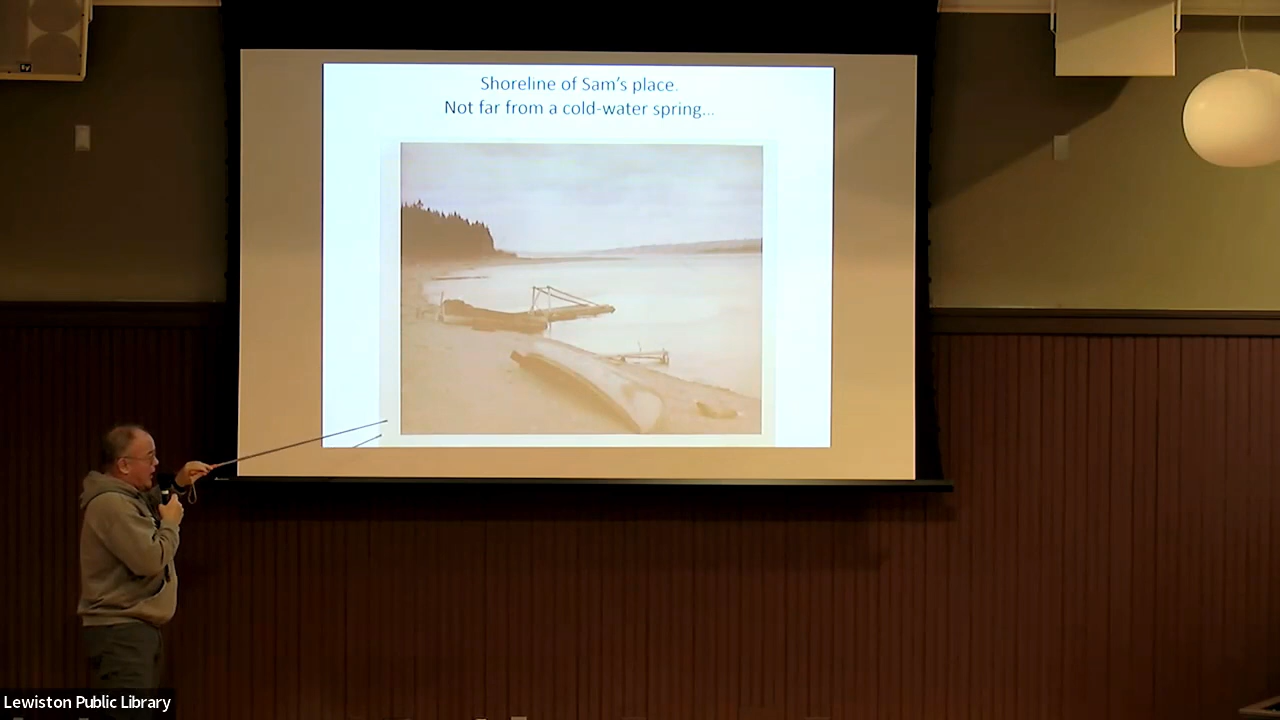 Shoreline of Sam's place.
Not far from a cold-water spring...
Lewiston Public Library